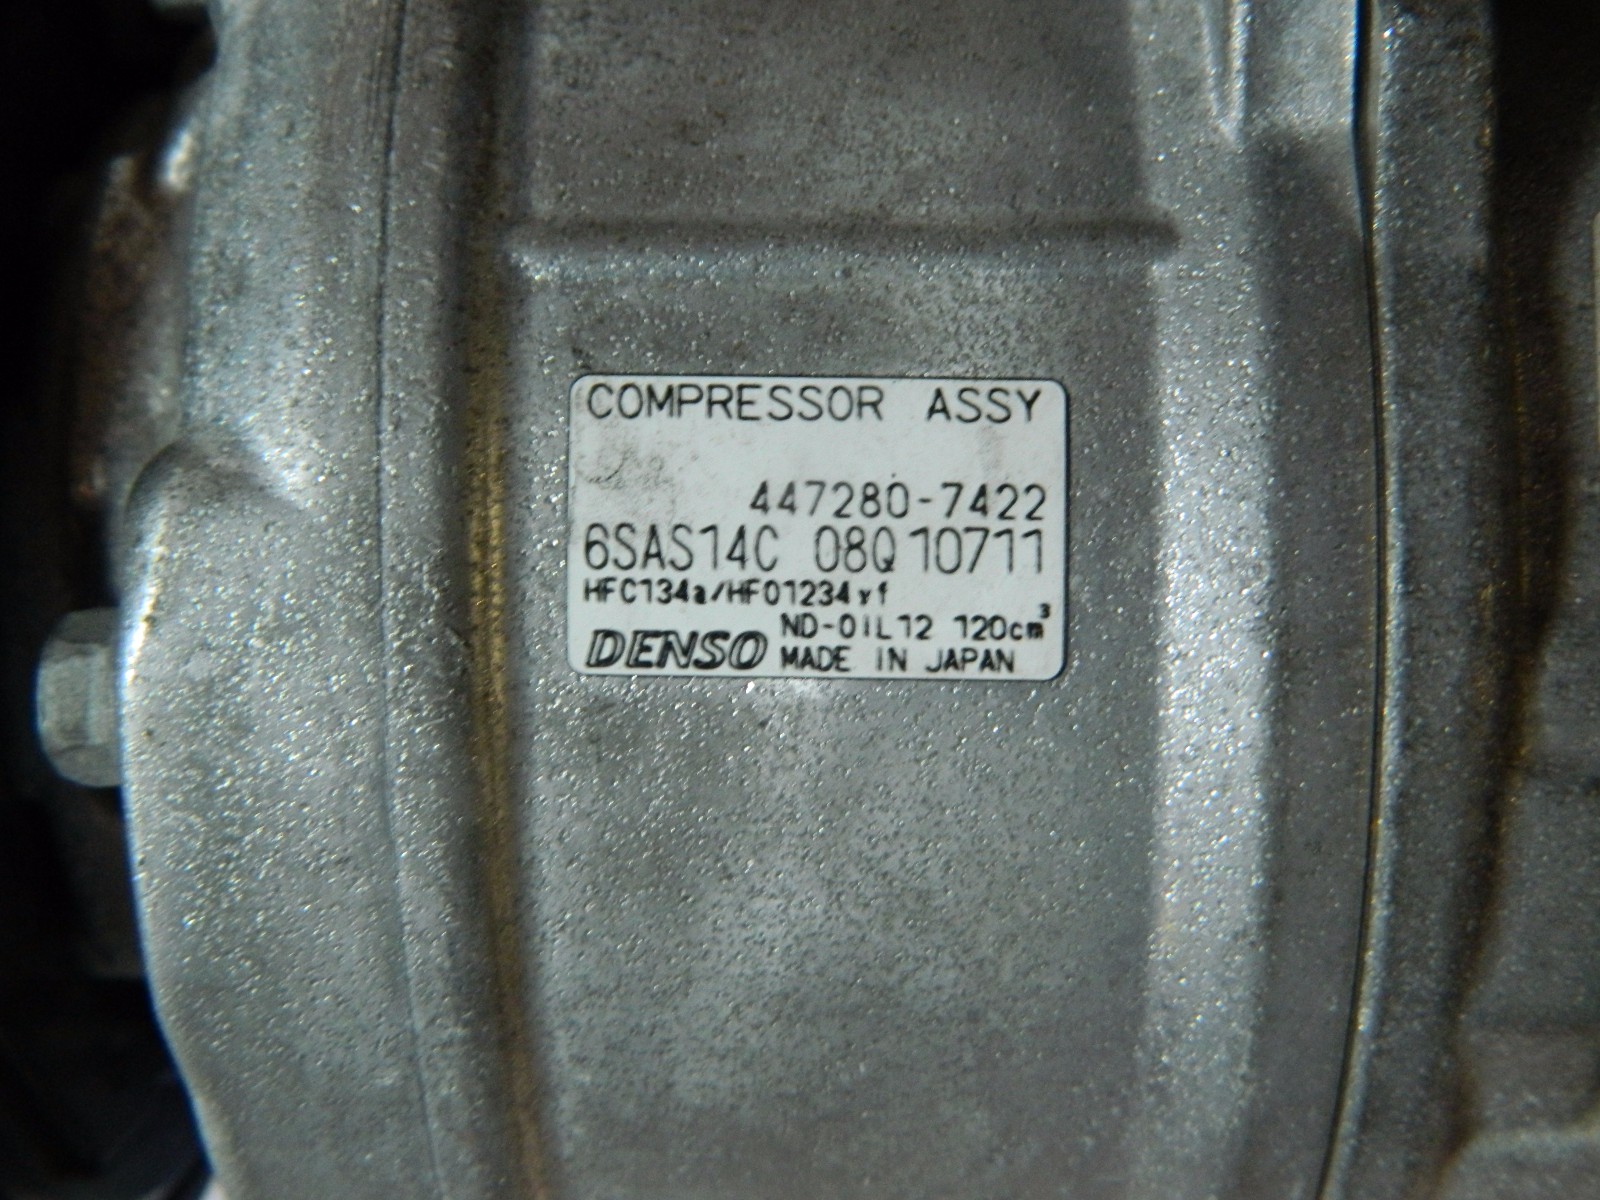 COMPRESSOR ASSY
447280-7422
6SAS14C 08Q10711
HFC134a/HFO1234yf
ND-OIL12 120cm³
DENSO MADE IN JAPAN